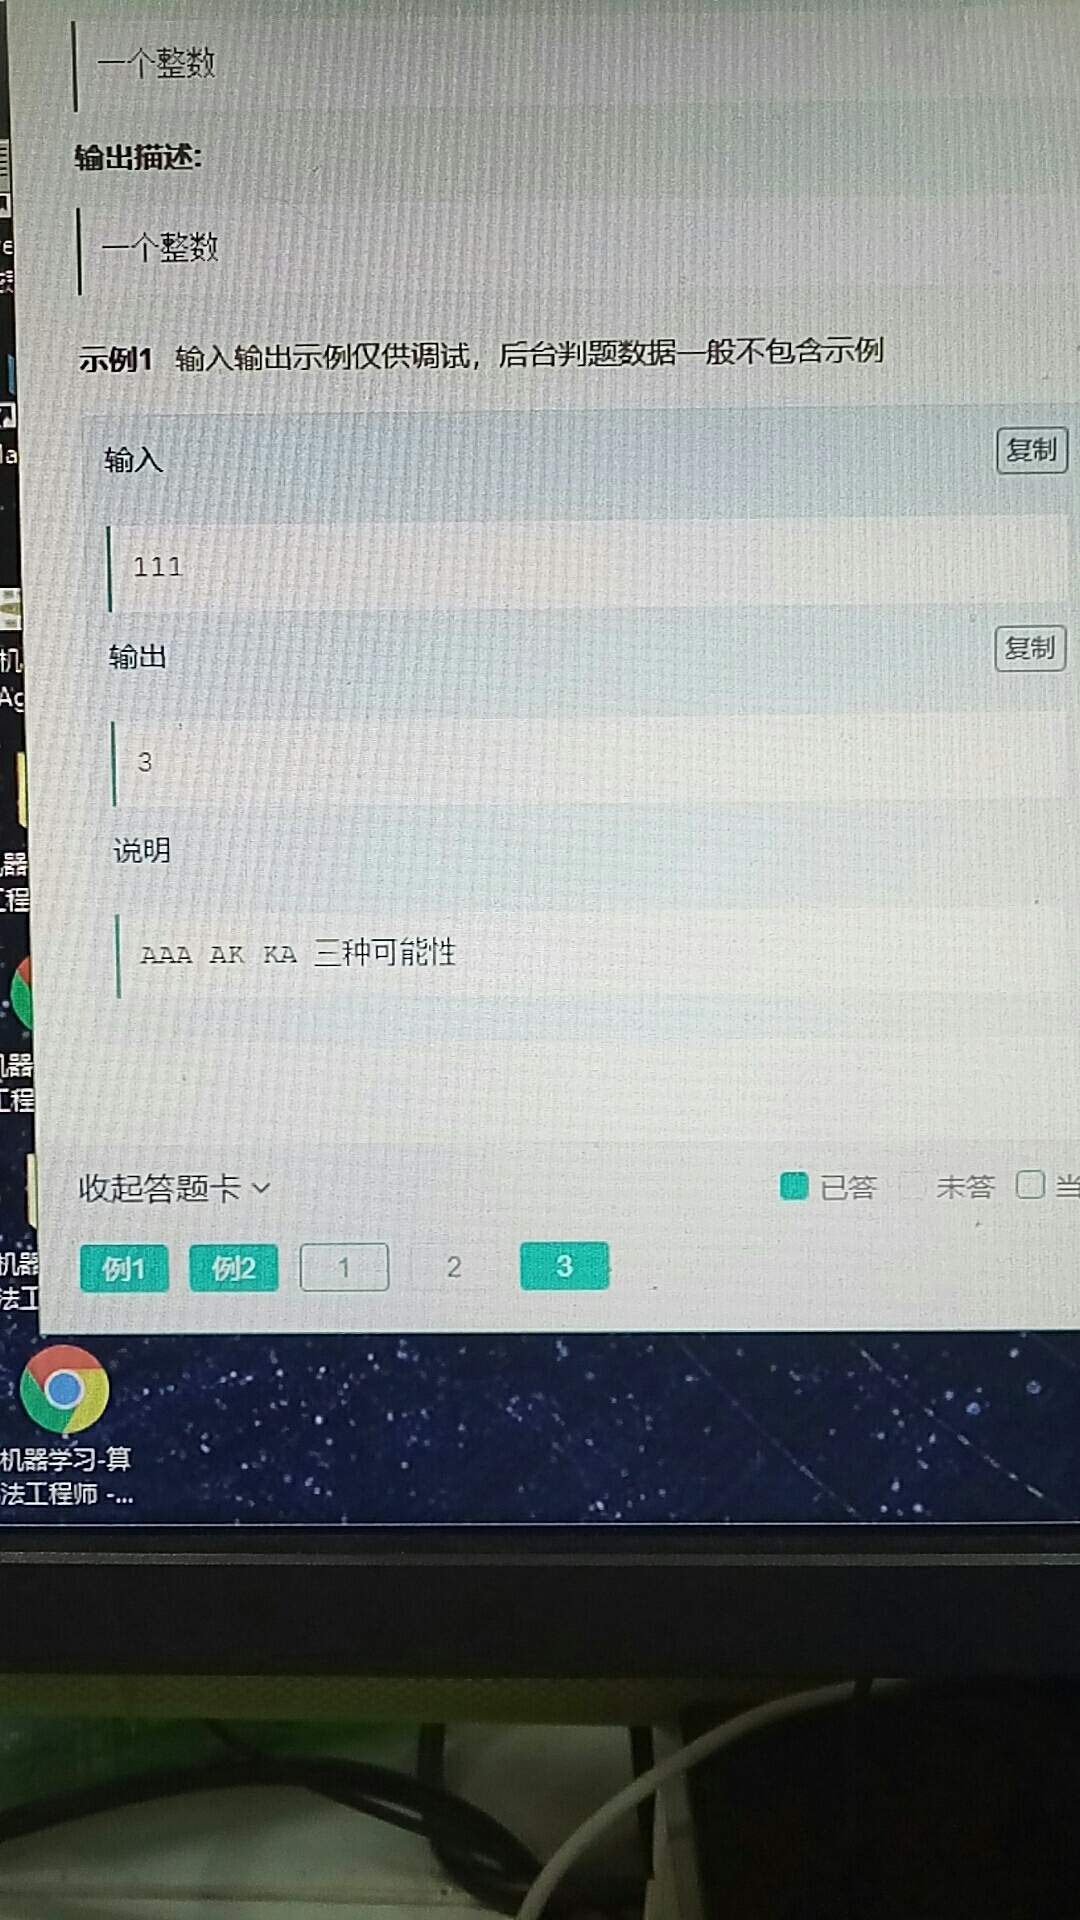 一个整数
输出描述:
一个整数
示例1 输入输出示例仅供调试，后台判题数据一般不包含示例
输入
复制
111
输出
复制
3
说明
AAA AK KA 三种可能性
收起答题卡
已答 未答 当
例1 例2 1 2 3
机器学习-算
法工程师 -...